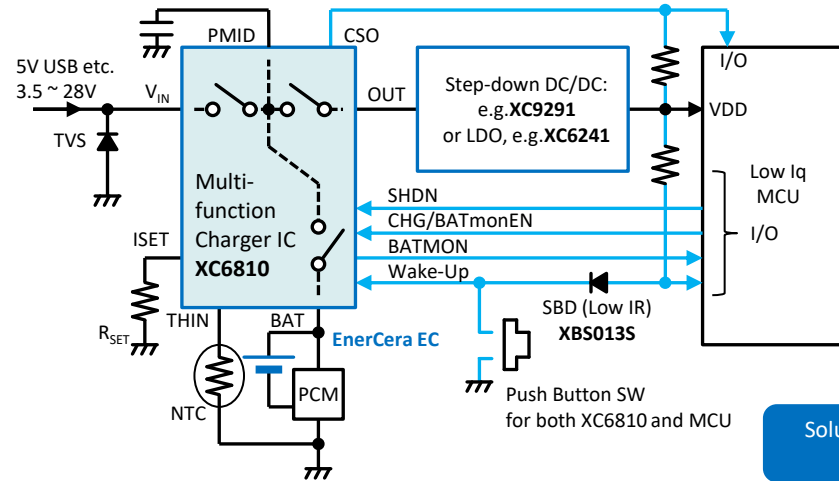 PMID
CSO
5V USB etc.
3.5 ~ 28V
VIN
TVS
OUT
Step-down DC/DC:
e.g.XC9291
or LDO, e.g.XC6241
I/O
VDD
Low Iq
MCU
I/O
Multi-
function
Charger IC
XC6810
SHDN
CHG/BATmonEN
BATMON
Wake-Up
ISET
RSET
THIN
BAT
EnerCera EC
SBD (Low IR)
XBS013S
NTC
PCM
Push Button SW
for both XC6810 and MCU
Solu